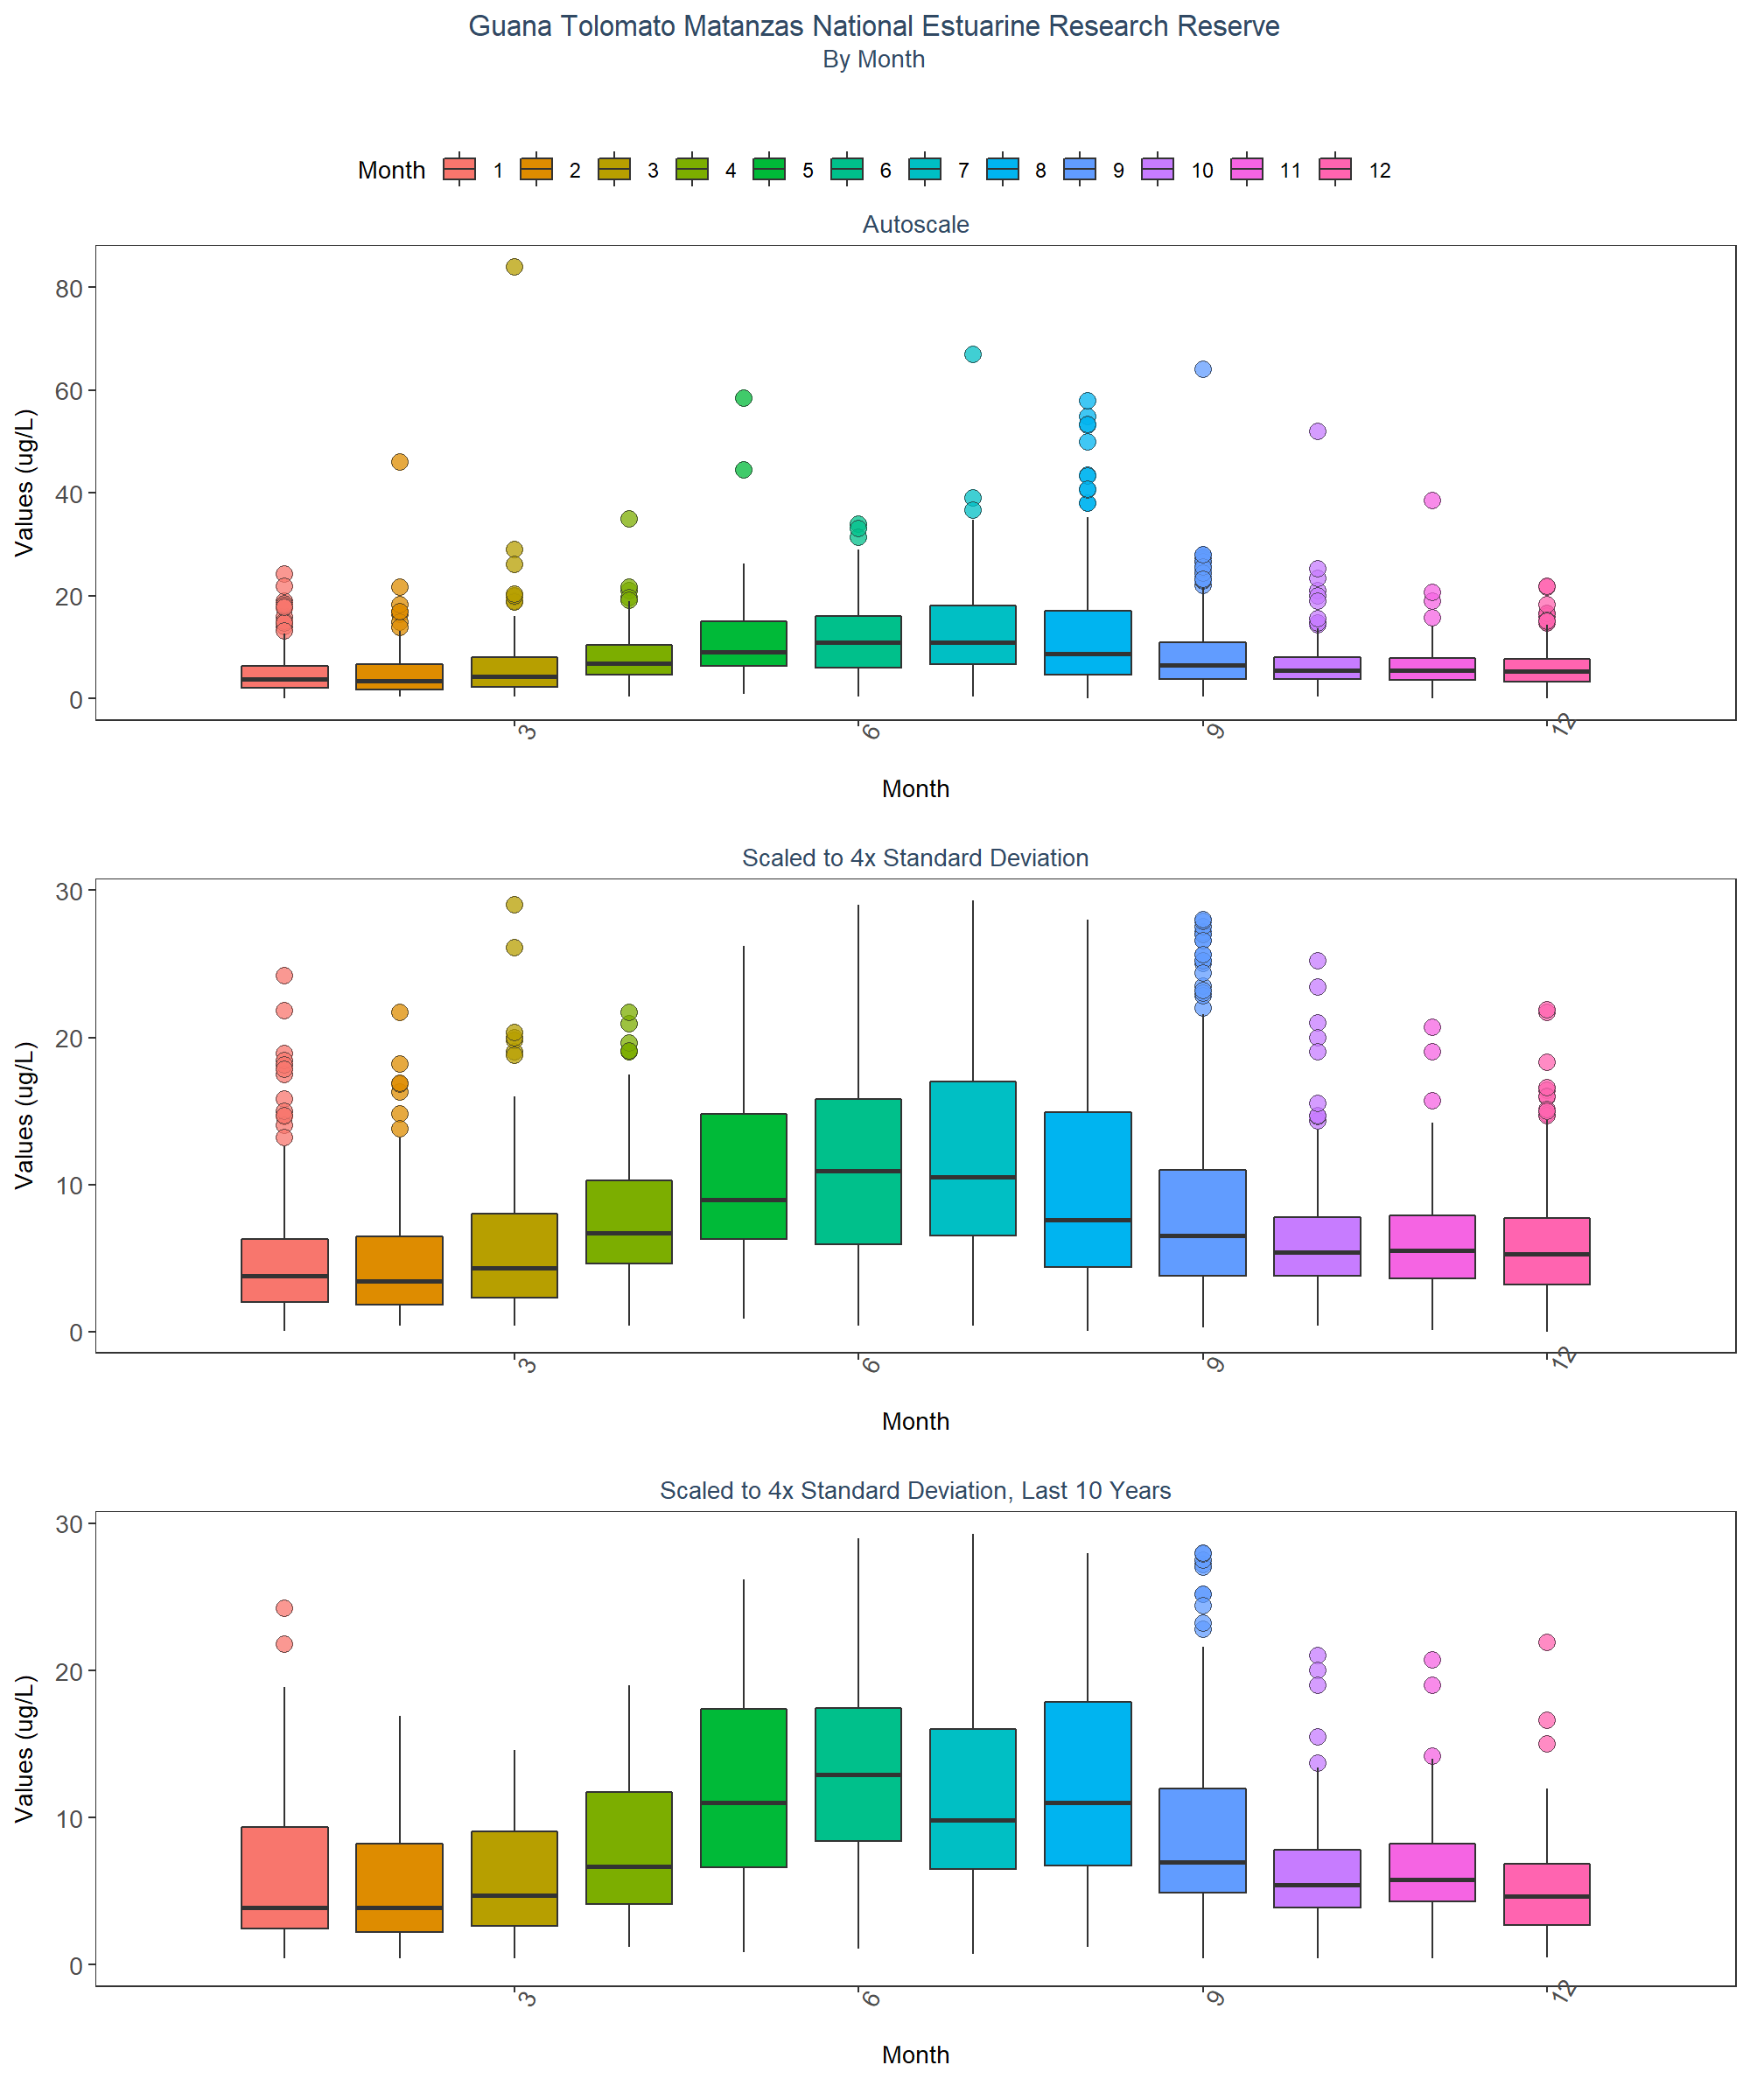 Guana Tolomato Matanzas National Estuarine Research Reserve
By Month
Month 1 2 3 4 5 6 7 8 9 10 11 12
Autoscale
Values (ug/L)
80
60
40
20
0
3 6 9 12
Month
Scaled to 4x Standard Deviation
Values (ug/L)
30
20
10
0
3 6 9 12
Month
Scaled to 4x Standard Deviation, Last 10 Years
Values (ug/L)
30
20
10
0
3 6 9 12
Month